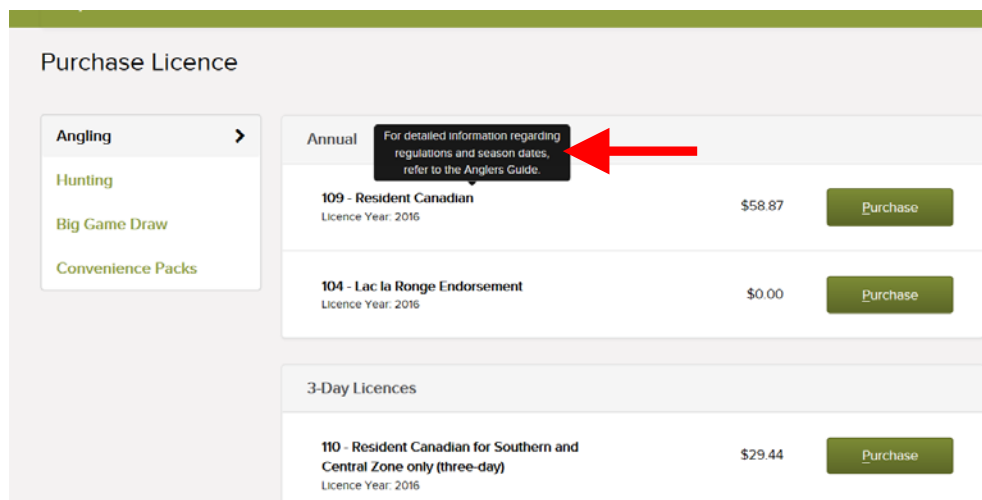 Purchase Licence
Angling
Hunting
Big Game Draw
Convenience Packs
Annual
For detailed information regarding
regulations and season dates,
refer to the Anglers Guide.
109 - Resident Canadian
Licence Year: 2016
$58.87
Purchase
104 - Lac la Ronge Endorsement
Licence Year: 2016
$0.00
Purchase
3-Day Licences
110 - Resident Canadian for Southern and
Central Zone only (three-day)
Licence Year: 2016
$29.44
Purchase